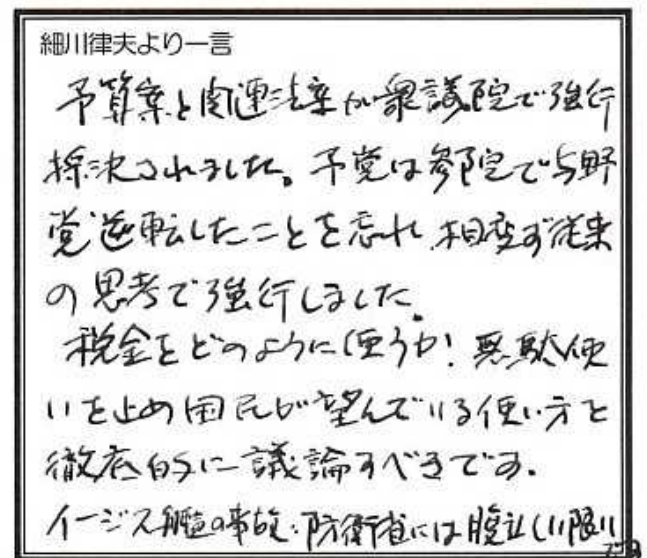 細川律夫より一言
予算案と関連法案が衆議院で強行
採決されました。予党は参院で与野
党逆転したことを忘れ、相変ず従来
の思考で強行しました。
税金をどのように使うか!無駄使
いを止め国民が望んでいる使い方を
徹底的に議論すべきです。
イージス艦の事故・防衛省には腹立しい限り